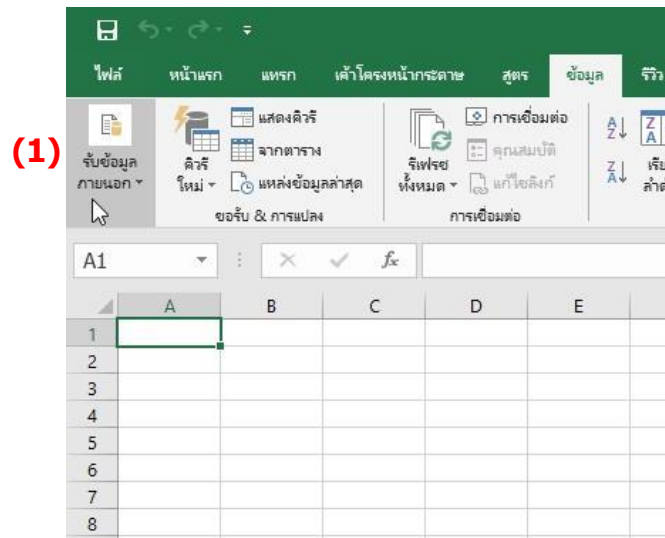 ไฟล์ หน้าแรก แทรก เค้าโครงหน้ากระดาษ สูตร ข้อมูล รีวิว
(1)
รับข้อมูล
ภายนอก
คิวรี
ใหม่
แสดงคิวรี
จากตาราง
แหล่งข้อมูลล่าสุด
ขอรับ & การแปลง
รีเฟรช
ทั้งหมด
การเชื่อมต่อ
คุณสมบัติ
แก้ไขลิงก์
การเชื่อมต่อ
A Z
Z A
Z A
A1
fx
A B C D E
1
2
3
4
5
6
7
8